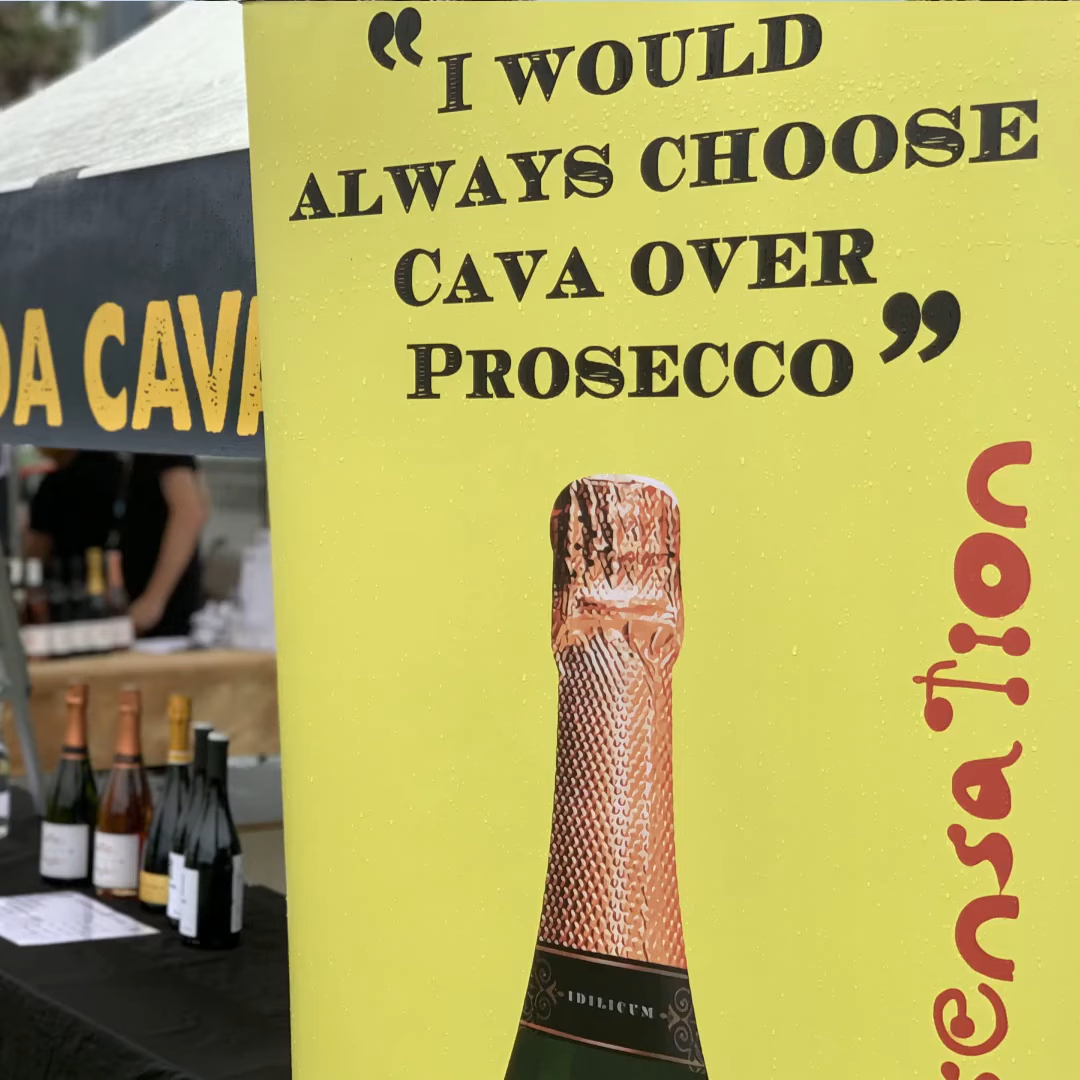 “I WOULD
ALWAYS CHOOSE
CAVA OVER
PROSECCO”
DA CAVA
sensaTion
IDILICUM